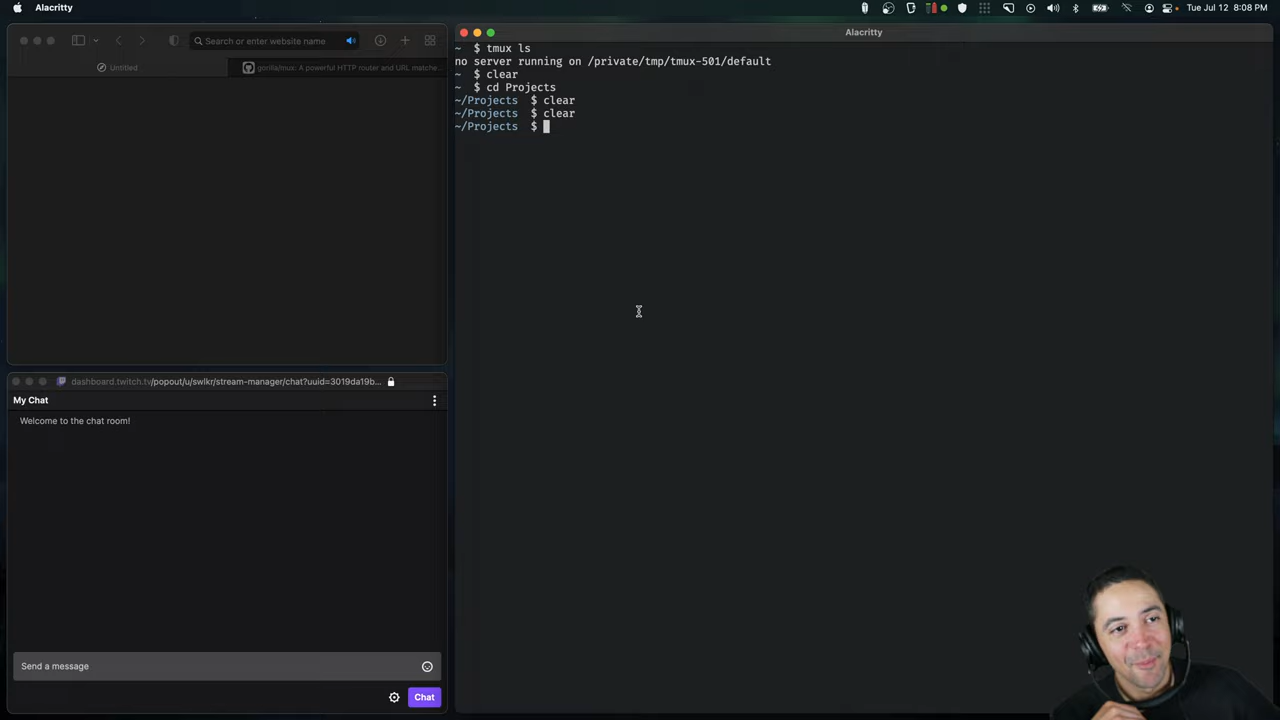 Alacritty
Tue Jul 12 8:08 PM
Search or enter website name
Untitled
gorilla/mux: A powerful HTTP router and URL matche...
Alacritty
~ $ tmux ls
no server running on /private/tmp/tmux-501/default
~ $ clear
~ $ cd Projects
~/Projects $ clear
~/Projects $ clear
~/Projects $
dashboard.twitch.tv/popout/u/swlkr/stream-manager/chat?uuid=3019da19b...
My Chat
Welcome to the chat room!
Send a message
Chat